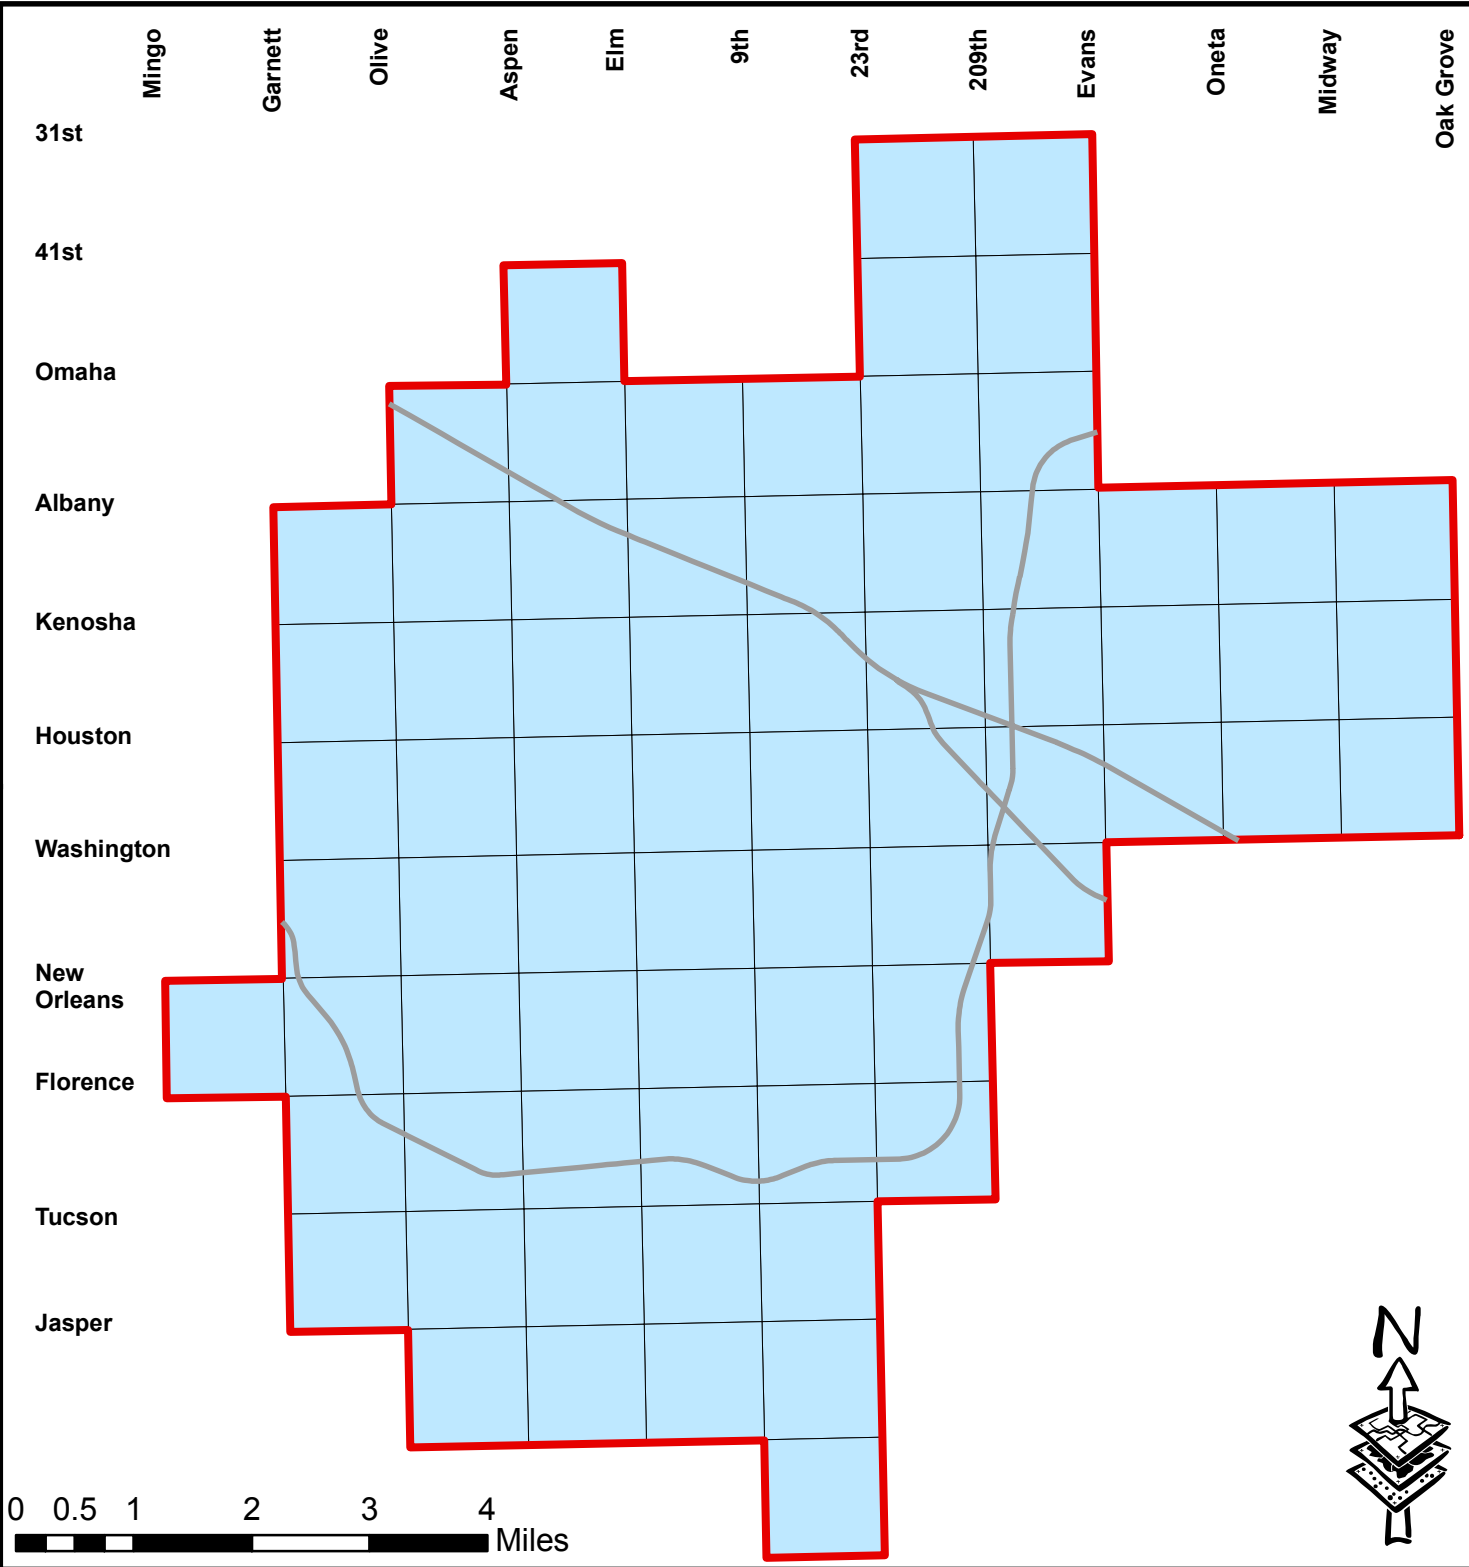 Mingo
Garnett
Olive
Aspen
Elm
9th
23rd
209th
Evans
Oneta
Midway
Oak Grove
31st
41st
Omaha
Albany
Kenosha
Houston
Washington
New
Orleans
Florence
Tucson
Jasper
N
0 0.5 1 2 3 4
Miles